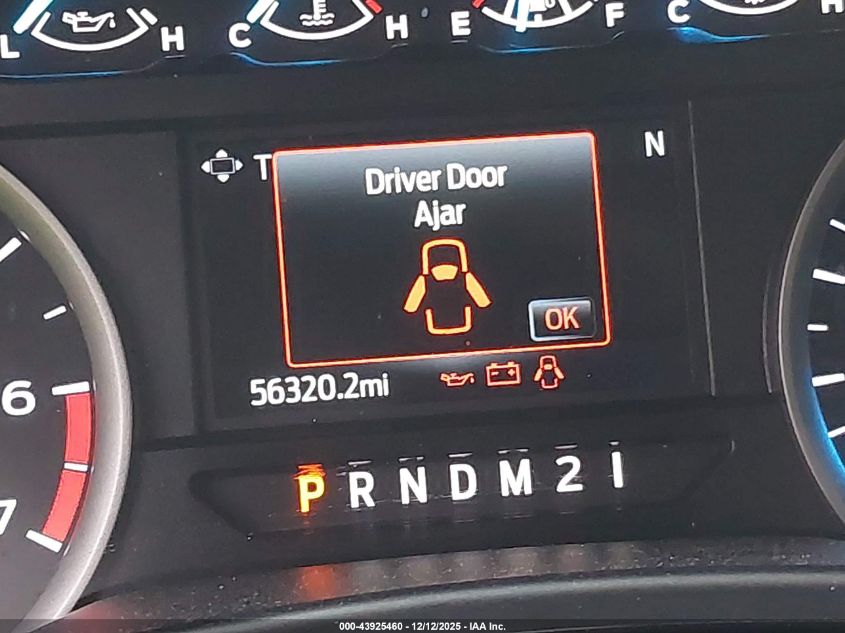 L H C H E F C H
T N
Driver Door
Ajar
OK
56320.2mi
6
7
P R N D M 2 1
000-43925460 - 12/12/2025 - IAA Inc.